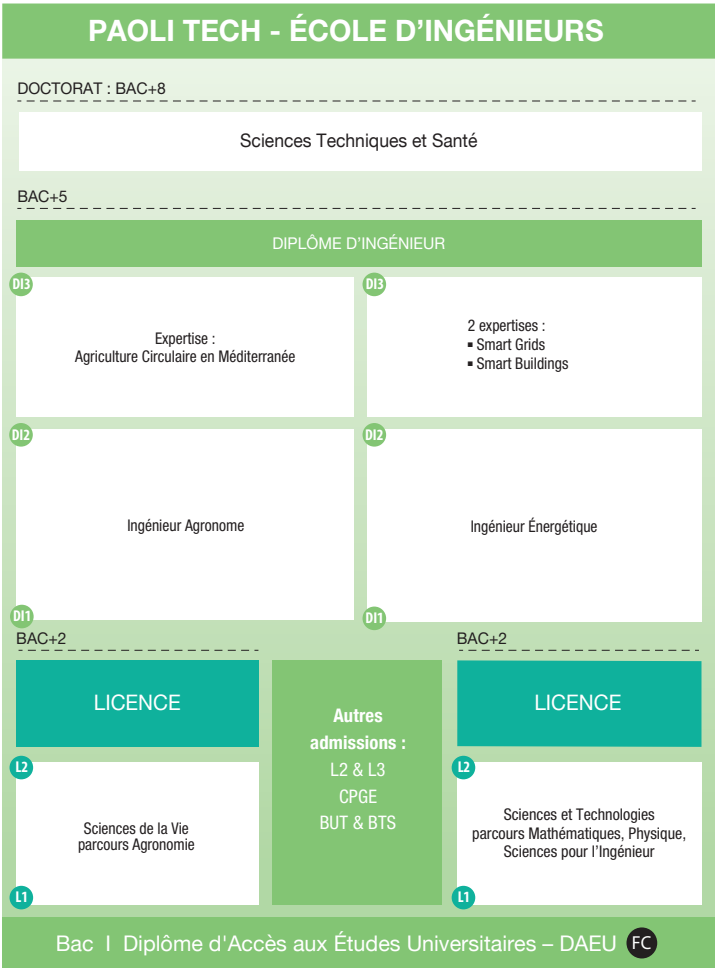 PAOLI TECH - ÉCOLE D'INGÉNIEURS
DOCTORAT : BAC+8
Sciences Techniques et Santé
BAC+5
DIPLÔME D'INGÉNIEUR
DI3
Expertise :
Agriculture Circulaire en Méditerranée
DI3
2 expertises :
▪ Smart Grids
▪ Smart Buildings
DI2
Ingénieur Agronome
DI1
DI2
Ingénieur Énergétique
DI1
BAC+2
LICENCE
L2
Sciences de la Vie
parcours Agronomie
L1
Autres
admissions :
L2 & L3
CPGE
BUT & BTS
BAC+2
LICENCE
L2
Sciences et Technologies
parcours Mathématiques, Physique,
Sciences pour l'Ingénieur
L1
Bac I Diplôme d'Accès aux Études Universitaires – DAEU FC